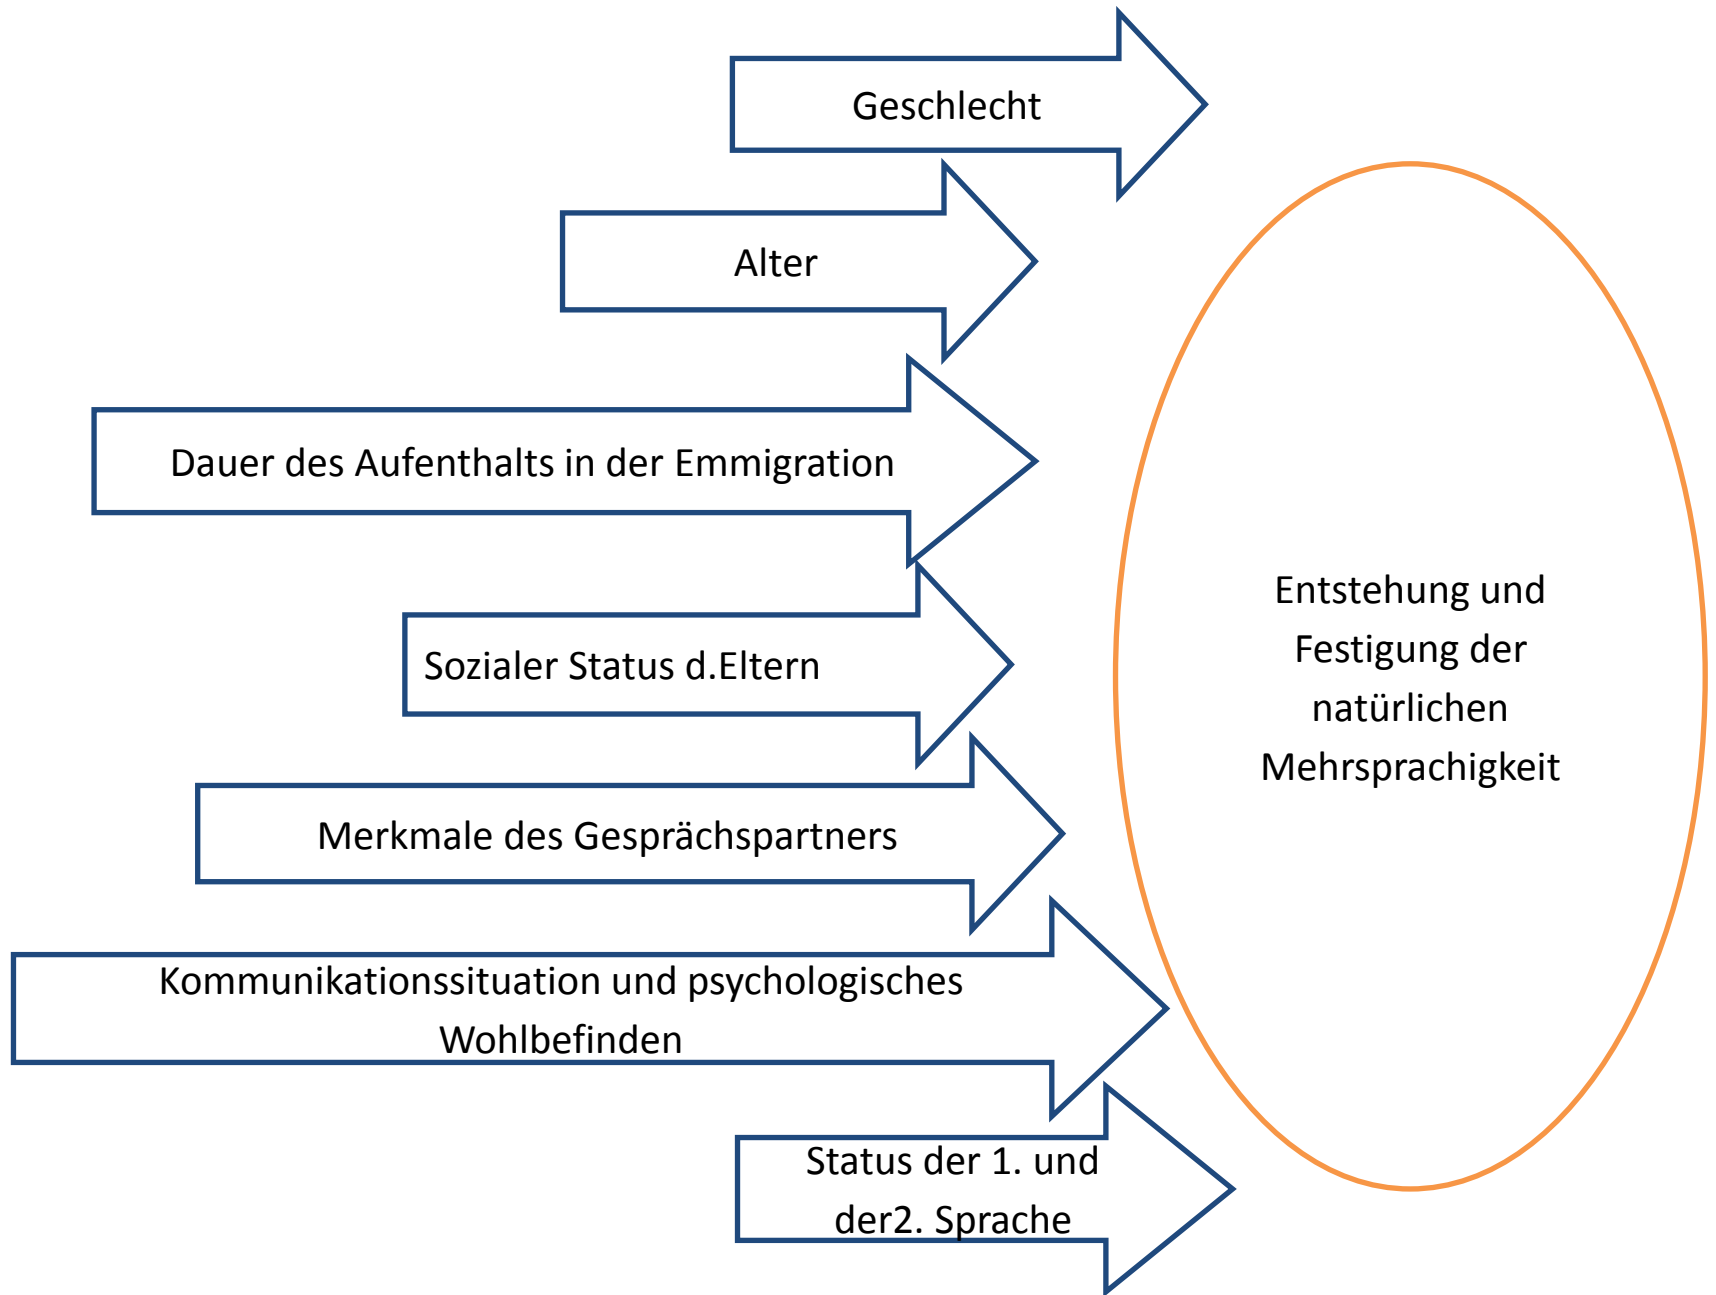 Geschlecht
Alter
Dauer des Aufenthalts in der Emmigration
Sozialer Status d.Eltern
Merkmale des Gesprächspartners
Kommunikationssituation und psychologisches
Wohlbefinden
Status der 1. und
der2. Sprache
Entstehung und
Festigung der
natürlichen
Mehrsprachigkeit